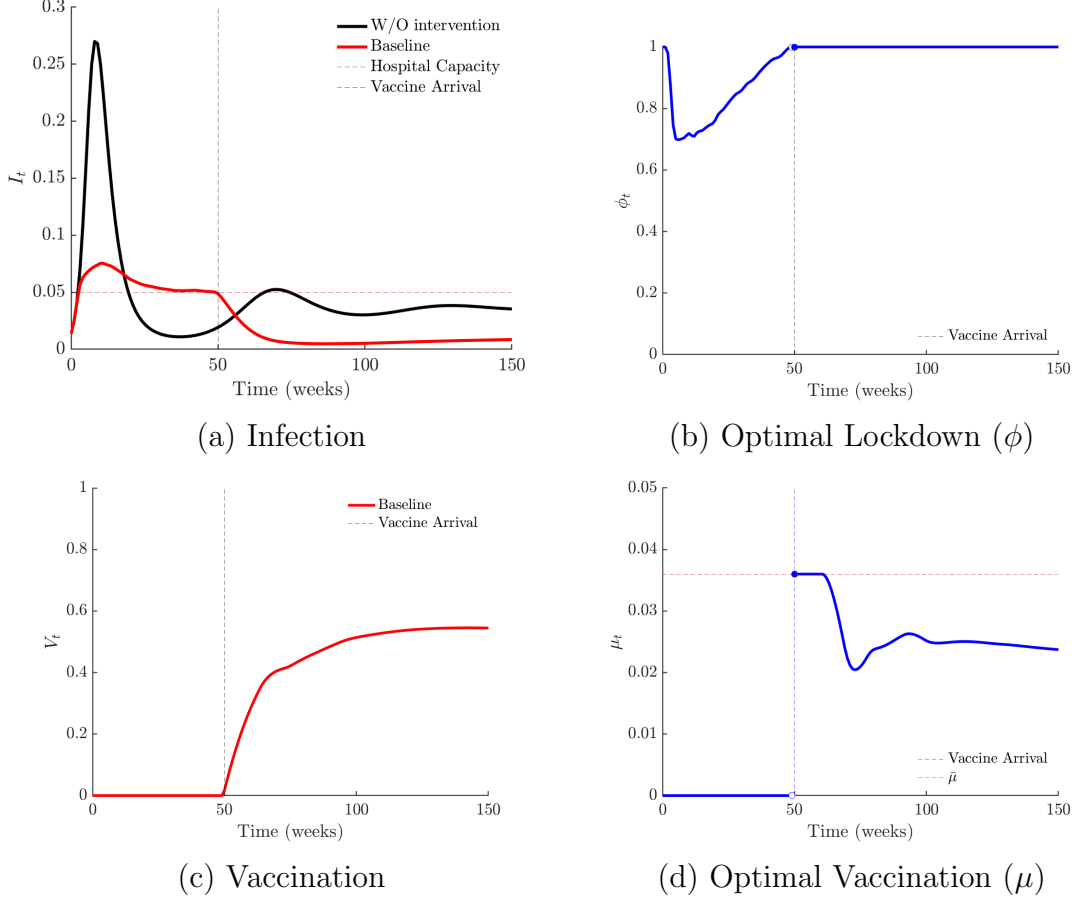 0.3
0.25
0.2
0.15
0.1
0.05
0
I_t
W/O intervention
Baseline
Hospital Capacity
Vaccine Arrival
0 50 100 150
Time (weeks)
(a) Infection
1
0.8
0.6
0.4
0.2
0
ϕ_t
Vaccine Arrival
0 50 100 150
Time (weeks)
(b) Optimal Lockdown (ϕ)
1
0.8
0.6
0.4
0.2
0
V_t
Baseline
Vaccine Arrival
0 50 100 150
Time (weeks)
(c) Vaccination
0.05
0.04
0.03
0.02
0.01
0
μ_t
Vaccine Arrival
μ̄
0 50 100 150
Time (weeks)
(d) Optimal Vaccination (μ)